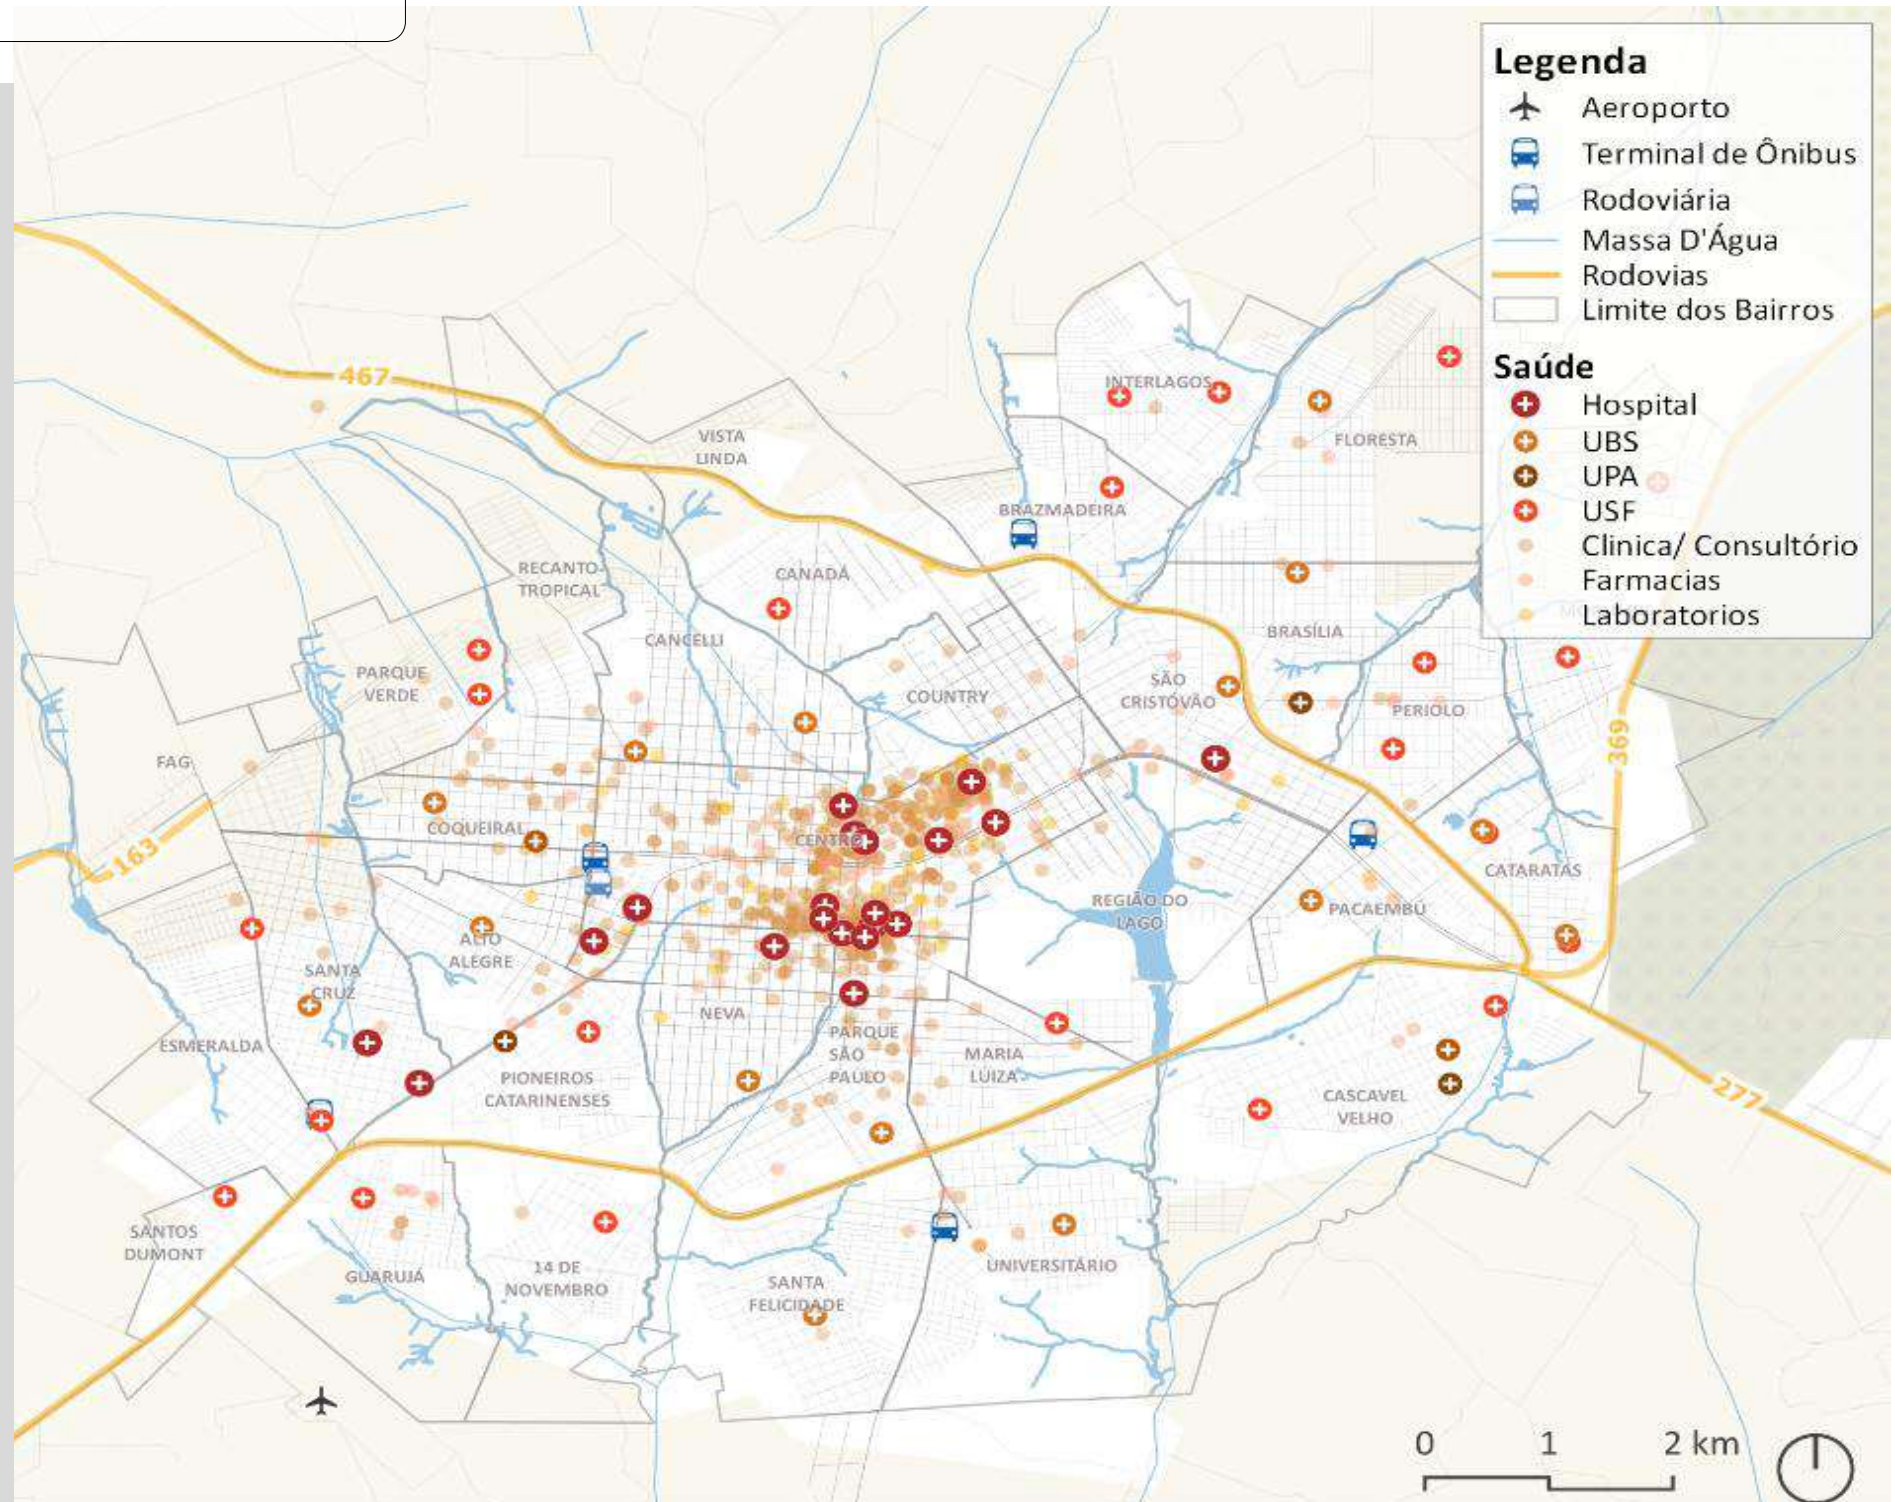 Legenda
Aeroporto
Terminal de Ônibus
Rodoviária
Massa D'Água
Rodovias
Limite dos Bairros
Saúde
Hospital
UBS
UPA
USF
Clinica/ Consultório
Farmacias
Laboratorios
467
INTERLAGOS
VISTA
LINDA
FLORESTA
BRAZMADEIRA
RECANTO
TROPICAL
CANADÁ
CANCELLI
BRASÍLIA
PARQUE
VERDE
COUNTRY
SÃO
CRISTÓVÃO
PERIOLO
369
FAG
163
COQUEIRAL
CENTRO
CATARATAS
REGIÃO DO
LAGO
PACAEMBÚ
ALTO
ALEGRE
SANTA
CRUZ
NEVA
ESMERALDA
PARQUE
SÃO
PAULO
MARIA
LUIZA
PIONEIROS
CATARINENSES
CASCAVEL
VELHO
277
SANTOS
DUMONT
GUARUJÁ
14 DE
NOVEMBRO
SANTA
FELICIDADE
UNIVERSITÁRIO
0 1 2 km